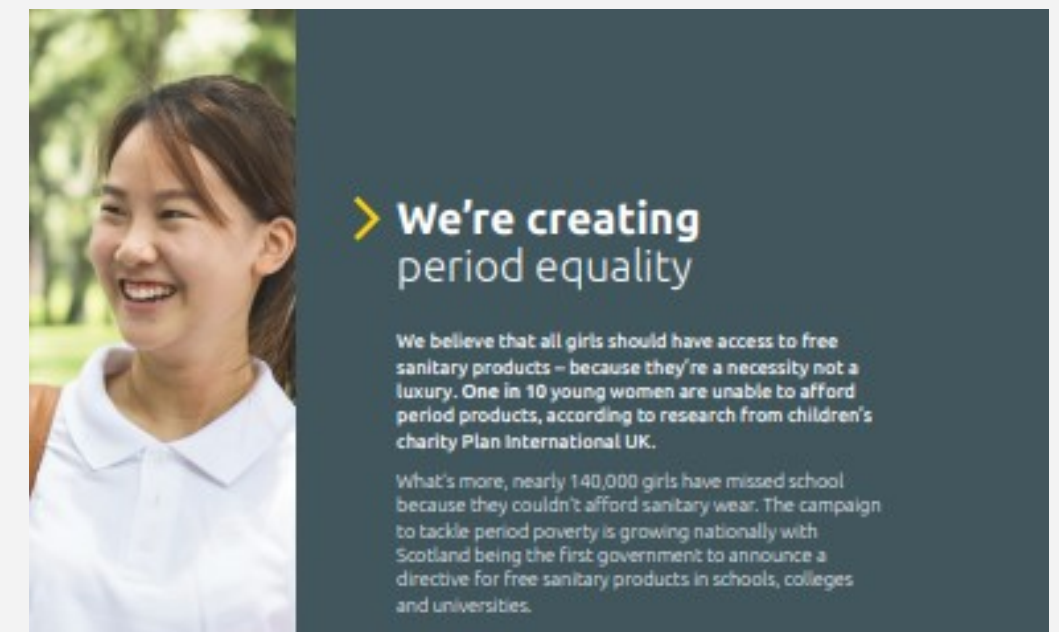 We're creating
period equality
We believe that all girls should have access to free
sanitary products – because they're a necessity not a
luxury. One in 10 young women are unable to afford
period products, according to research from children's
charity Plan International UK.
What's more, nearly 140,000 girls have missed school
because they couldn't afford sanitary wear. The campaign
to tackle period poverty is growing nationally with
Scotland being the first government to announce a
directive for free sanitary products in schools, colleges
and universities.